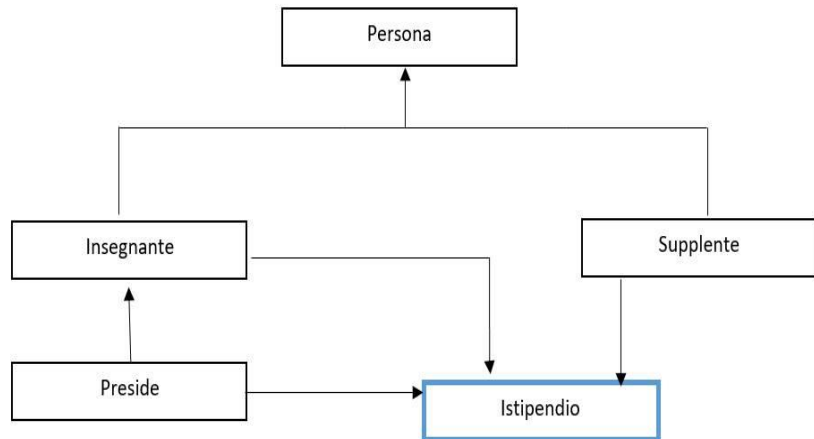 Persona
Insegnante
Supplente
Preside
Istipendio